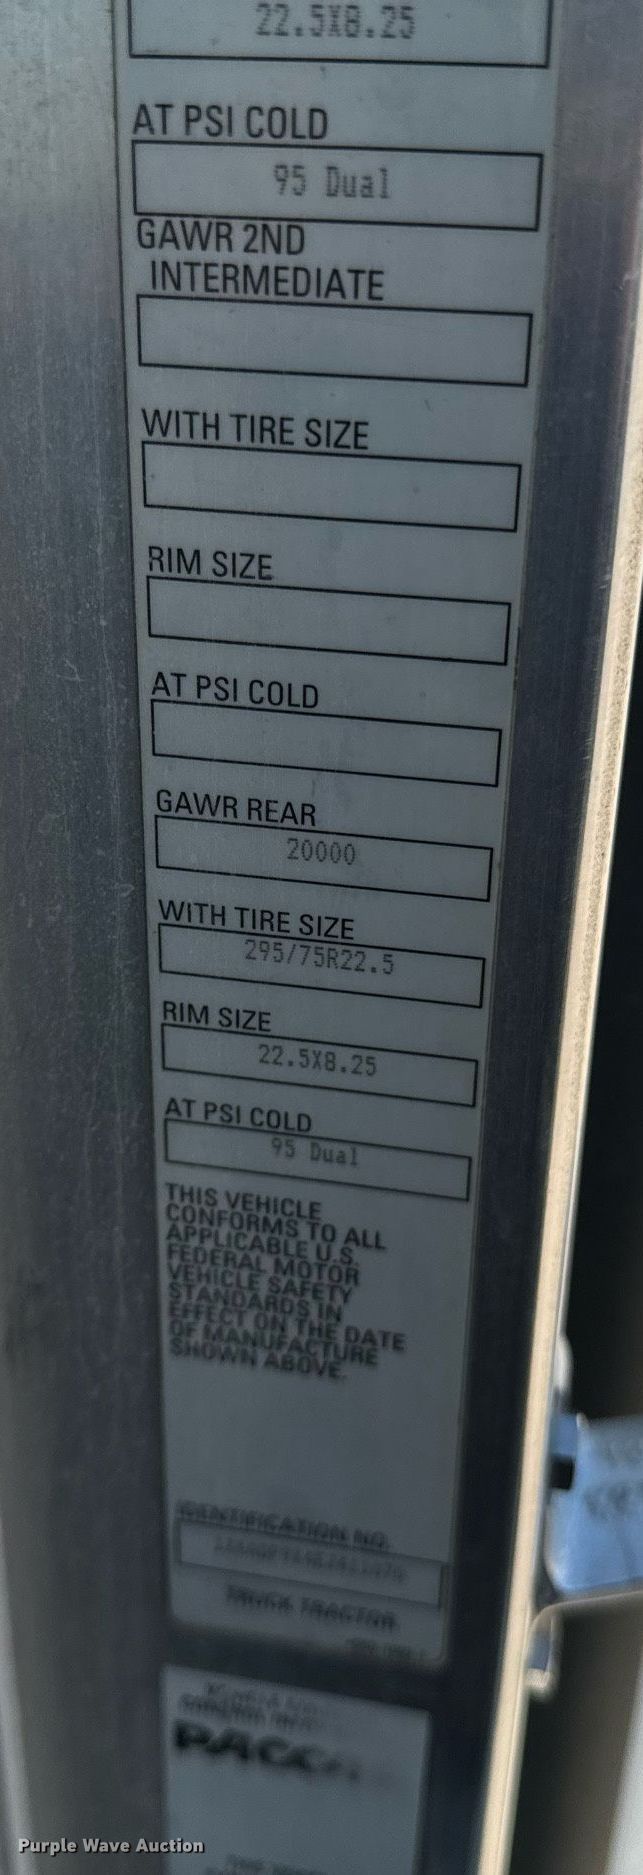 22.5X8.25
AT PSI COLD
95 Dual
GAWR 2ND
INTERMEDIATE
WITH TIRE SIZE
RIM SIZE
AT PSI COLD
GAWR REAR
20000
WITH TIRE SIZE
295/75R22.5
RIM SIZE
22.5X8.25
AT PSI COLD
95 Dual
THIS VEHICLE
CONFORMS TO ALL
APPLICABLE U.S.
FEDERAL MOTOR
VEHICLE SAFETY
STANDARDS IN
EFFECT ON THE DATE
OF MANUFACTURE
SHOWN ABOVE.
IDENTIFICATION NO.
TRUCK TRACTOR
Purple Wave Auction